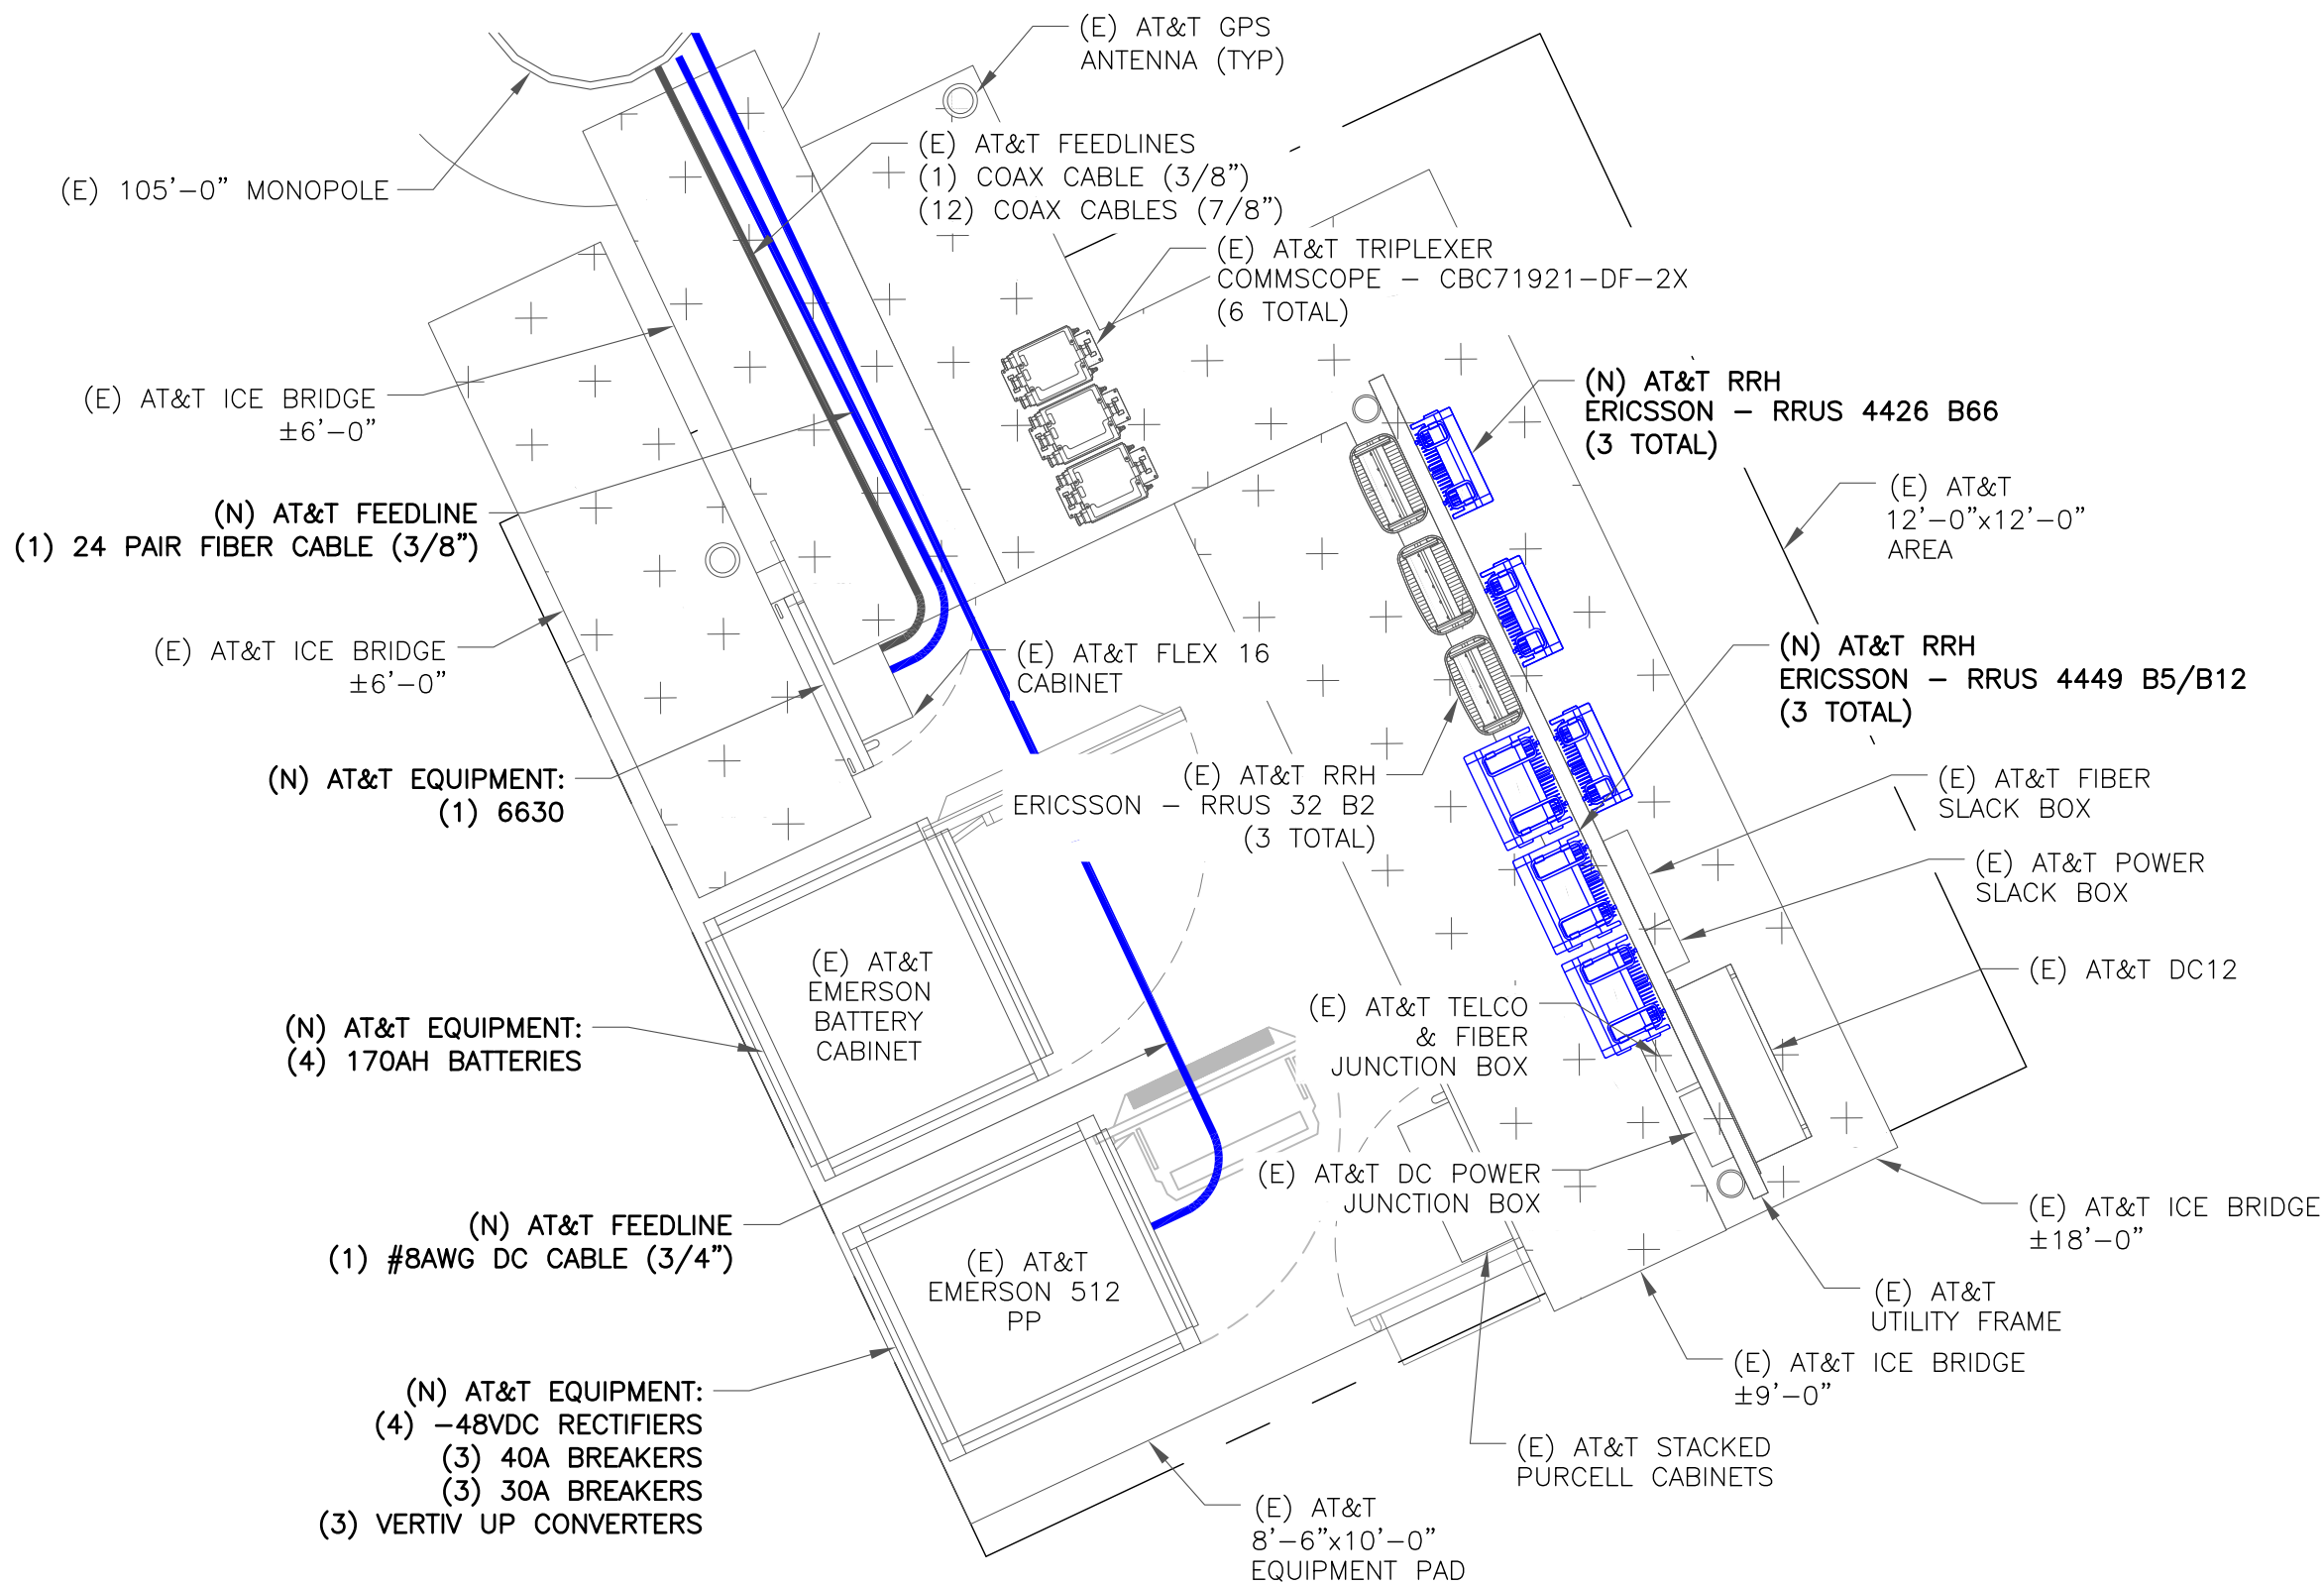 (E) AT&T GPS
ANTENNA (TYP)
(E) AT&T FEEDLINES
(1) COAX CABLE (3/8")
(12) COAX CABLES (7/8")
(E) 105'-0" MONOPOLE
(E) AT&T TRIPLEXER
COMMSCOPE - CBC71921-DF-2X
(6 TOTAL)
(E) AT&T ICE BRIDGE
±6'-0"
(N) AT&T RRH
ERICSSON - RRUS 4426 B66
(3 TOTAL)
(E) AT&T
12'-0"x12'-0"
AREA
(N) AT&T FEEDLINE
(1) 24 PAIR FIBER CABLE (3/8")
(E) AT&T ICE BRIDGE
±6'-0"
(E) AT&T FLEX 16
CABINET
(N) AT&T RRH
ERICSSON - RRUS 4449 B5/B12
(3 TOTAL)
(N) AT&T EQUIPMENT:
(1) 6630
(E) AT&T RRH
ERICSSON - RRUS 32 B2
(3 TOTAL)
(E) AT&T FIBER
SLACK BOX
(E) AT&T POWER
SLACK BOX
(E) AT&T
EMERSON
BATTERY
CABINET
(E) AT&T DC12
(N) AT&T EQUIPMENT:
(4) 170AH BATTERIES
(E) AT&T TELCO
& FIBER
JUNCTION BOX
(E) AT&T DC POWER
JUNCTION BOX
(N) AT&T FEEDLINE
(1) #8AWG DC CABLE (3/4")
(E) AT&T ICE BRIDGE
±18'-0"
(E) AT&T
EMERSON 512
PP
(E) AT&T
UTILITY FRAME
(E) AT&T ICE BRIDGE
±9'-0"
(N) AT&T EQUIPMENT:
(4) -48VDC RECTIFIERS
(3) 40A BREAKERS
(3) 30A BREAKERS
(3) VERTIV UP CONVERTERS
(E) AT&T STACKED
PURCELL CABINETS
(E) AT&T
8'-6"x10'-0"
EQUIPMENT PAD